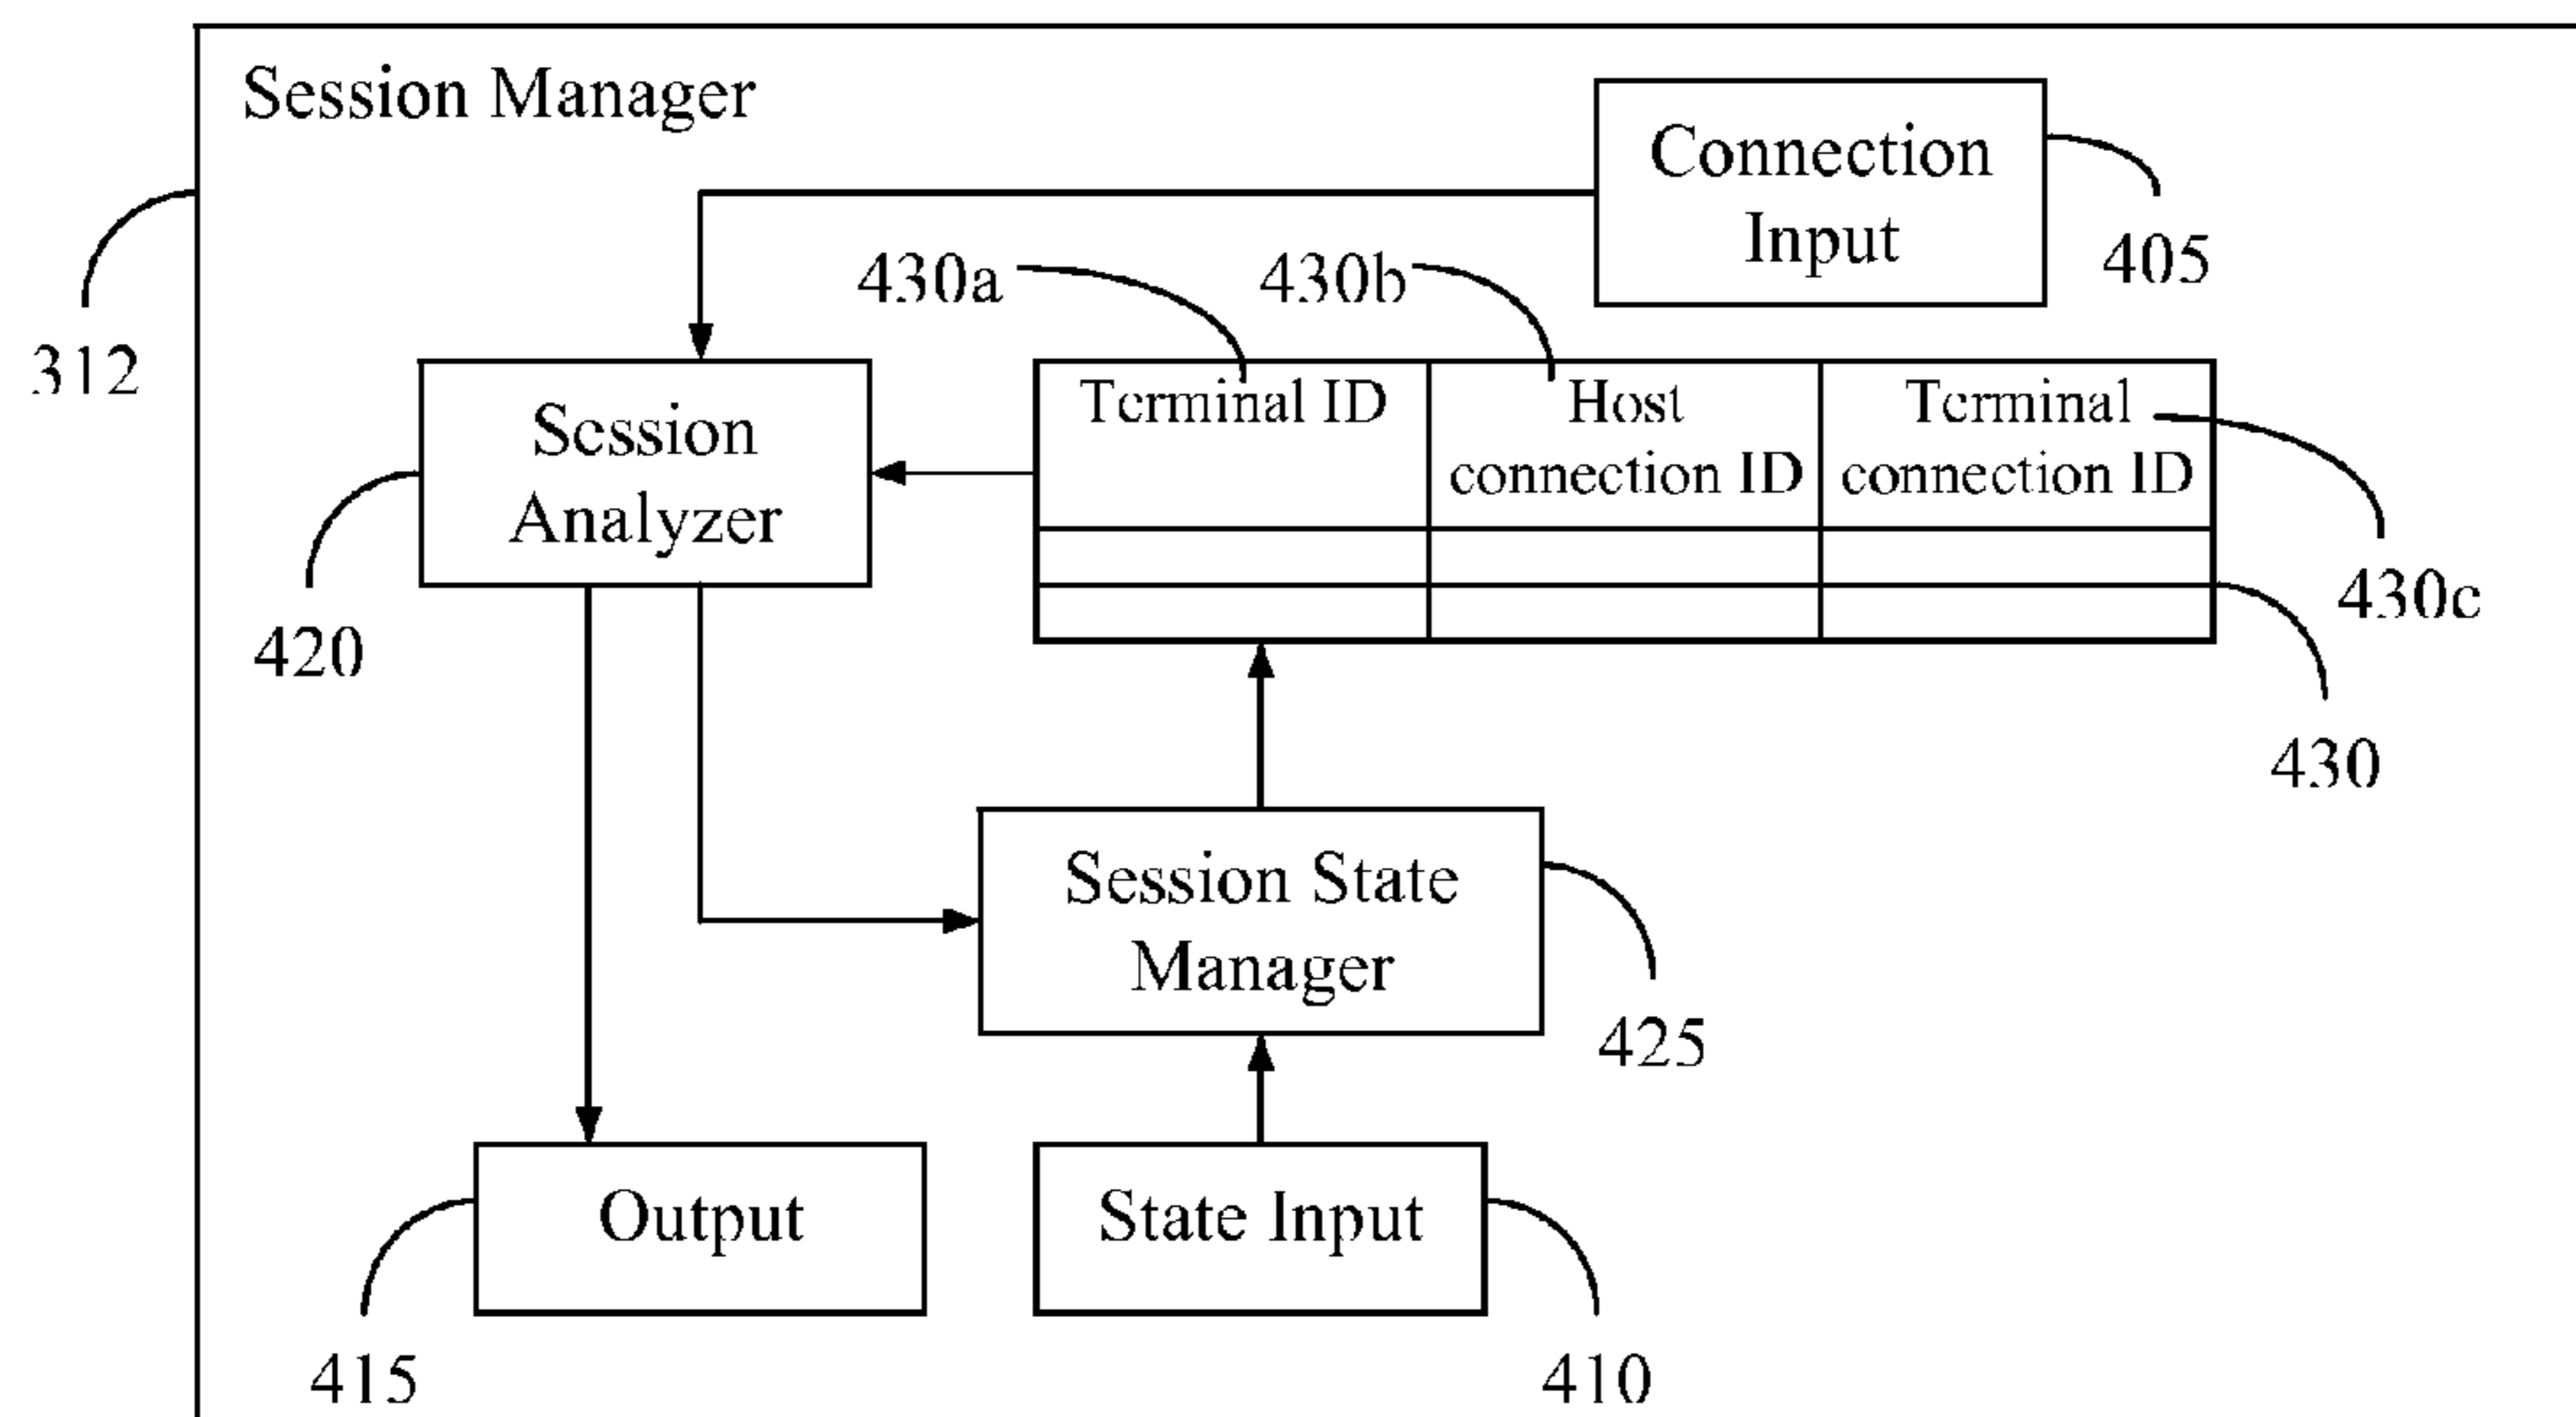 Session Manager
Connection
Input
405
430a
430b
312
Session
Analyzer
Terminal ID
Host
connection ID
Terminal
connection ID
430c
420
430
Session State
Manager
425
Output
State Input
415
410